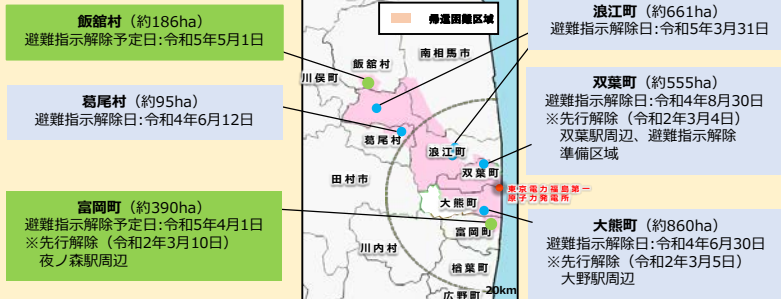 飯舘村（約186ha）
避難指示解除予定日:令和5年5月1日
葛尾村（約95ha）
避難指示解除日:令和4年6月12日
富岡町（約390ha）
避難指示解除予定日:令和5年4月1日
※先行解除（令和2年3月10日）
夜ノ森駅周辺
帰還困難区域
南相馬市
飯舘村
川俣町
葛尾村
浪江町
双葉町
田村市
東京電力福島第一
原子力発電所
大熊町
富岡町
川内村
楢葉町
20km
広野町
浪江町（約661ha）
避難指示解除日:令和5年3月31日
双葉町（約555ha）
避難指示解除日:令和4年8月30日
※先行解除（令和2年3月4日）
双葉駅周辺、避難指示解除
準備区域
大熊町（約860ha）
避難指示解除日:令和4年6月30日
※先行解除（令和2年3月5日）
大野駅周辺